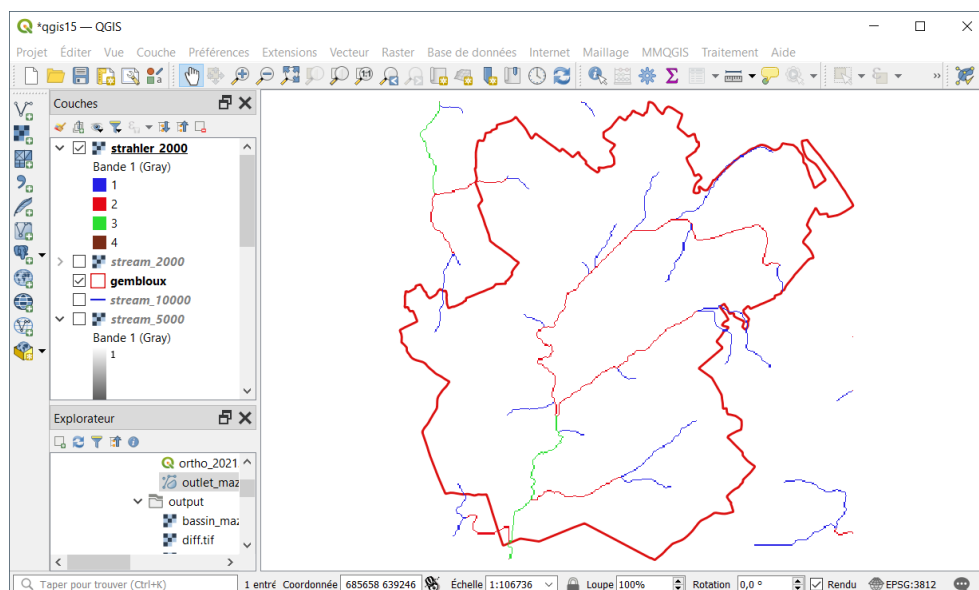 *qgis15 — QGIS
Projet Éditer Vue Couche Préférences Extensions Vecteur Raster Base de données Internet Maillage MMQGIS Traitement Aide
Couches
strahler_2000
Bande 1 (Gray)
1
2
3
4
stream_2000
gembloux
stream_10000
stream_5000
Bande 1 (Gray)
1
Explorateur
ortho_2021
outlet_maz
output
bassin_maz
diff.tif
Taper pour trouver (Ctrl+K) 1 entré Coordonnée 685658 639246 Échelle 1:106736 Loupe 100% Rotation 0,0 ° Rendu EPSG:3812